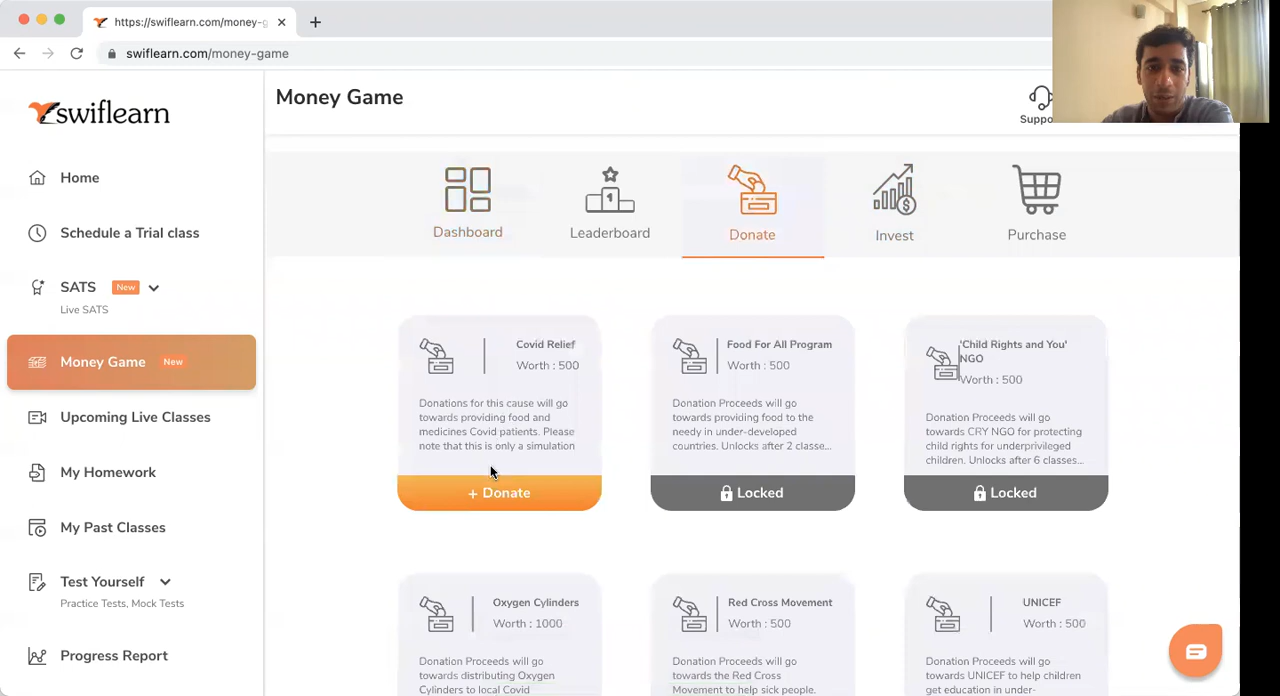 https://swiflearn.com/money-g
swiflearn.com/money-game
swiflearn
Money Game
Suppo
Home
Schedule a Trial class
SATS New
Live SATS
Money Game New
Upcoming Live Classes
My Homework
My Past Classes
Test Yourself
Practice Tests, Mock Tests
Progress Report
Dashboard
Leaderboard
1
Donate
$
Invest
Purchase
Covid Relief
Worth : 500
Donations for this cause will go
towards providing food and
medicines Covid patients. Please
note that this is only a simulation
+ Donate
Food For All Program
Worth : 500
Donation Proceeds will go
towards providing food to the
needy in under-developed
countries. Unlocks after 2 classe...
Locked
'Child Rights and You'
NGO
Worth : 500
Donation Proceeds will go
towards CRY NGO for protecting
child rights for underprivileged
children. Unlocks after 6 classes...
Locked
Oxygen Cylinders
Worth : 1000
Donation Proceeds will go
towards distributing Oxygen
Cylinders to local Covid
Red Cross Movement
Worth : 500
Donation Proceeds will go
towards the Red Cross
Movement to help sick people.
UNICEF
Worth : 500
Donation Proceeds will go
towards UNICEF to help children
get education in under-